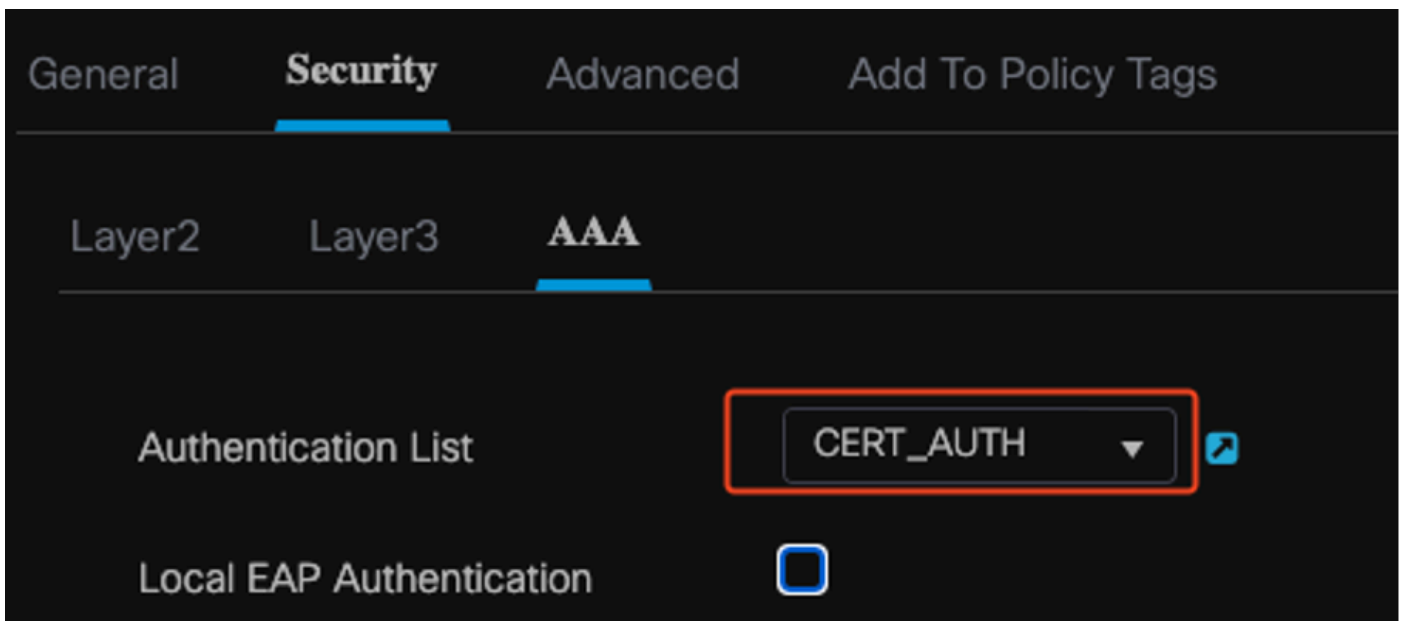 General Security Advanced Add To Policy Tags
Layer2 Layer3 AAA
Authentication List CERT_AUTH
Local EAP Authentication